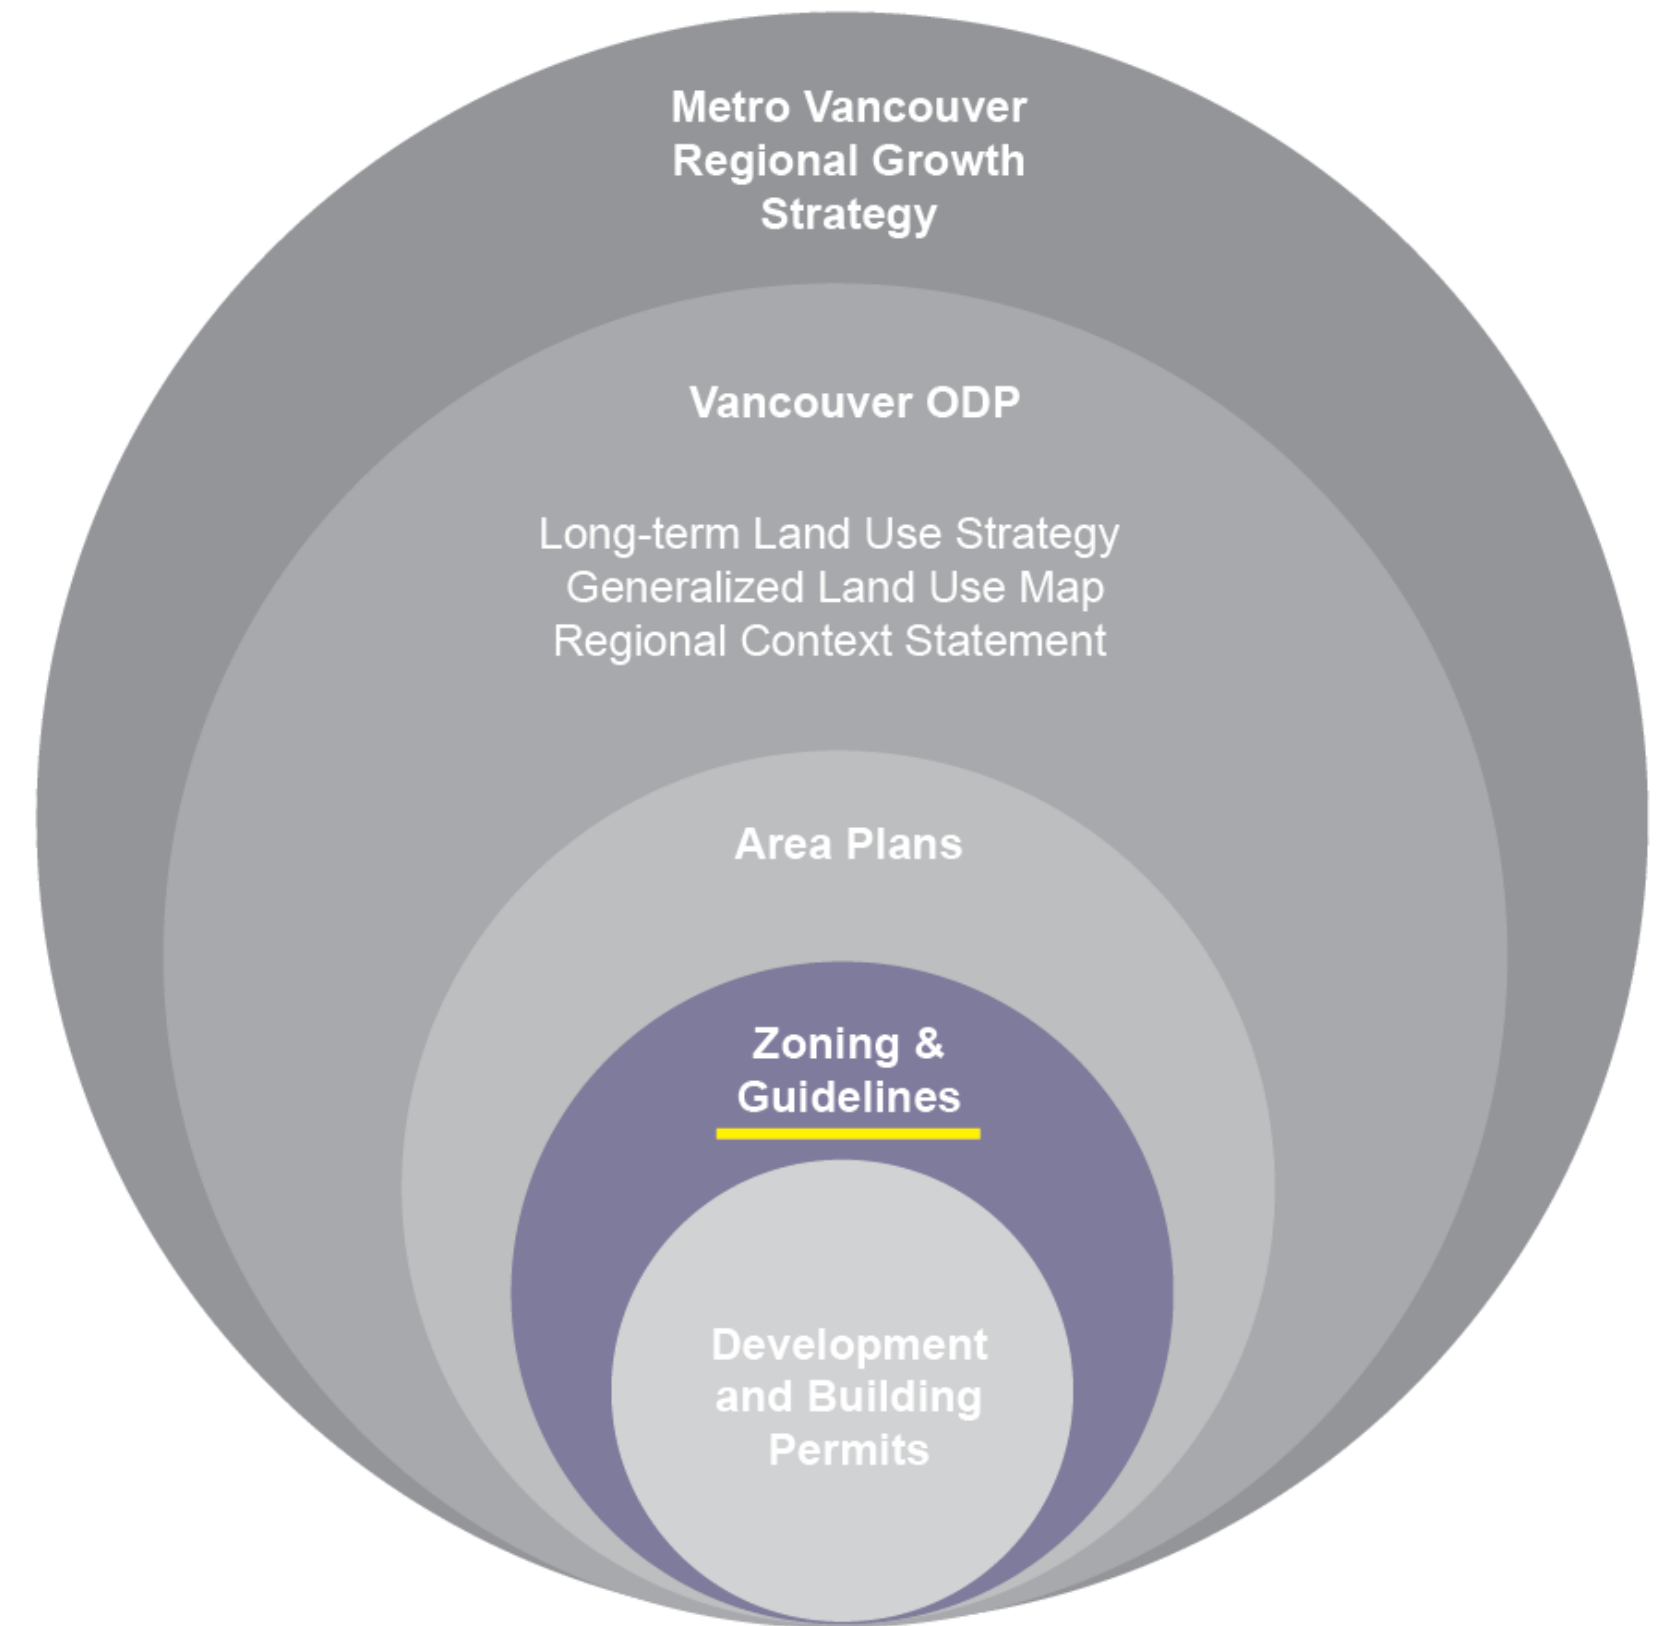 Metro Vancouver
Regional Growth
Strategy
Vancouver ODP
Long-term Land Use Strategy
Generalized Land Use Map
Regional Context Statement
Area Plans
Zoning &
Guidelines
Development
and Building
Permits